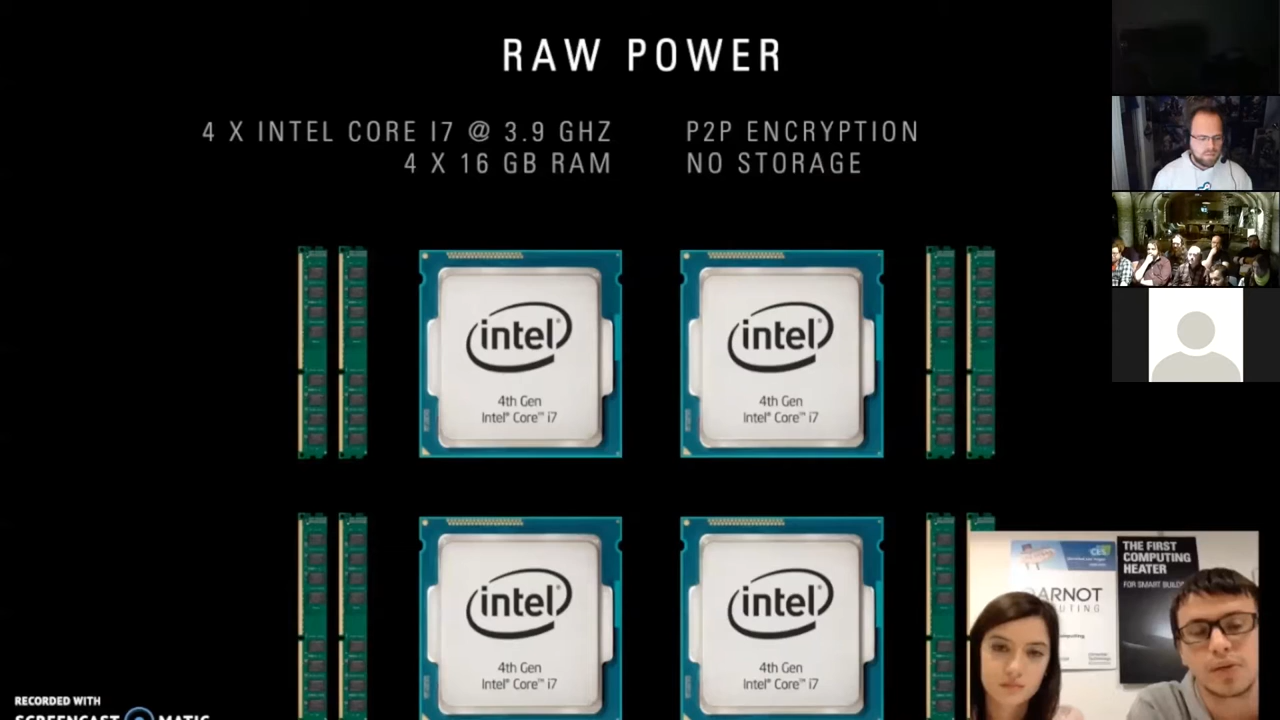 RAW POWER
4 X INTEL CORE I7 @ 3.9 GHZ
4 X 16 GB RAM
P2P ENCRYPTION
NO STORAGE
intel
4th Gen
Intel® Core™ i7
intel
4th Gen
Intel® Core™ i7
intel
4th Gen
Intel® Core™ i7
intel
4th Gen
Intel® Core™ i7
THE FIRST
COMPUTING
HEATER
FOR SMART
RECORDED WITH
SCREENCAST MATIC